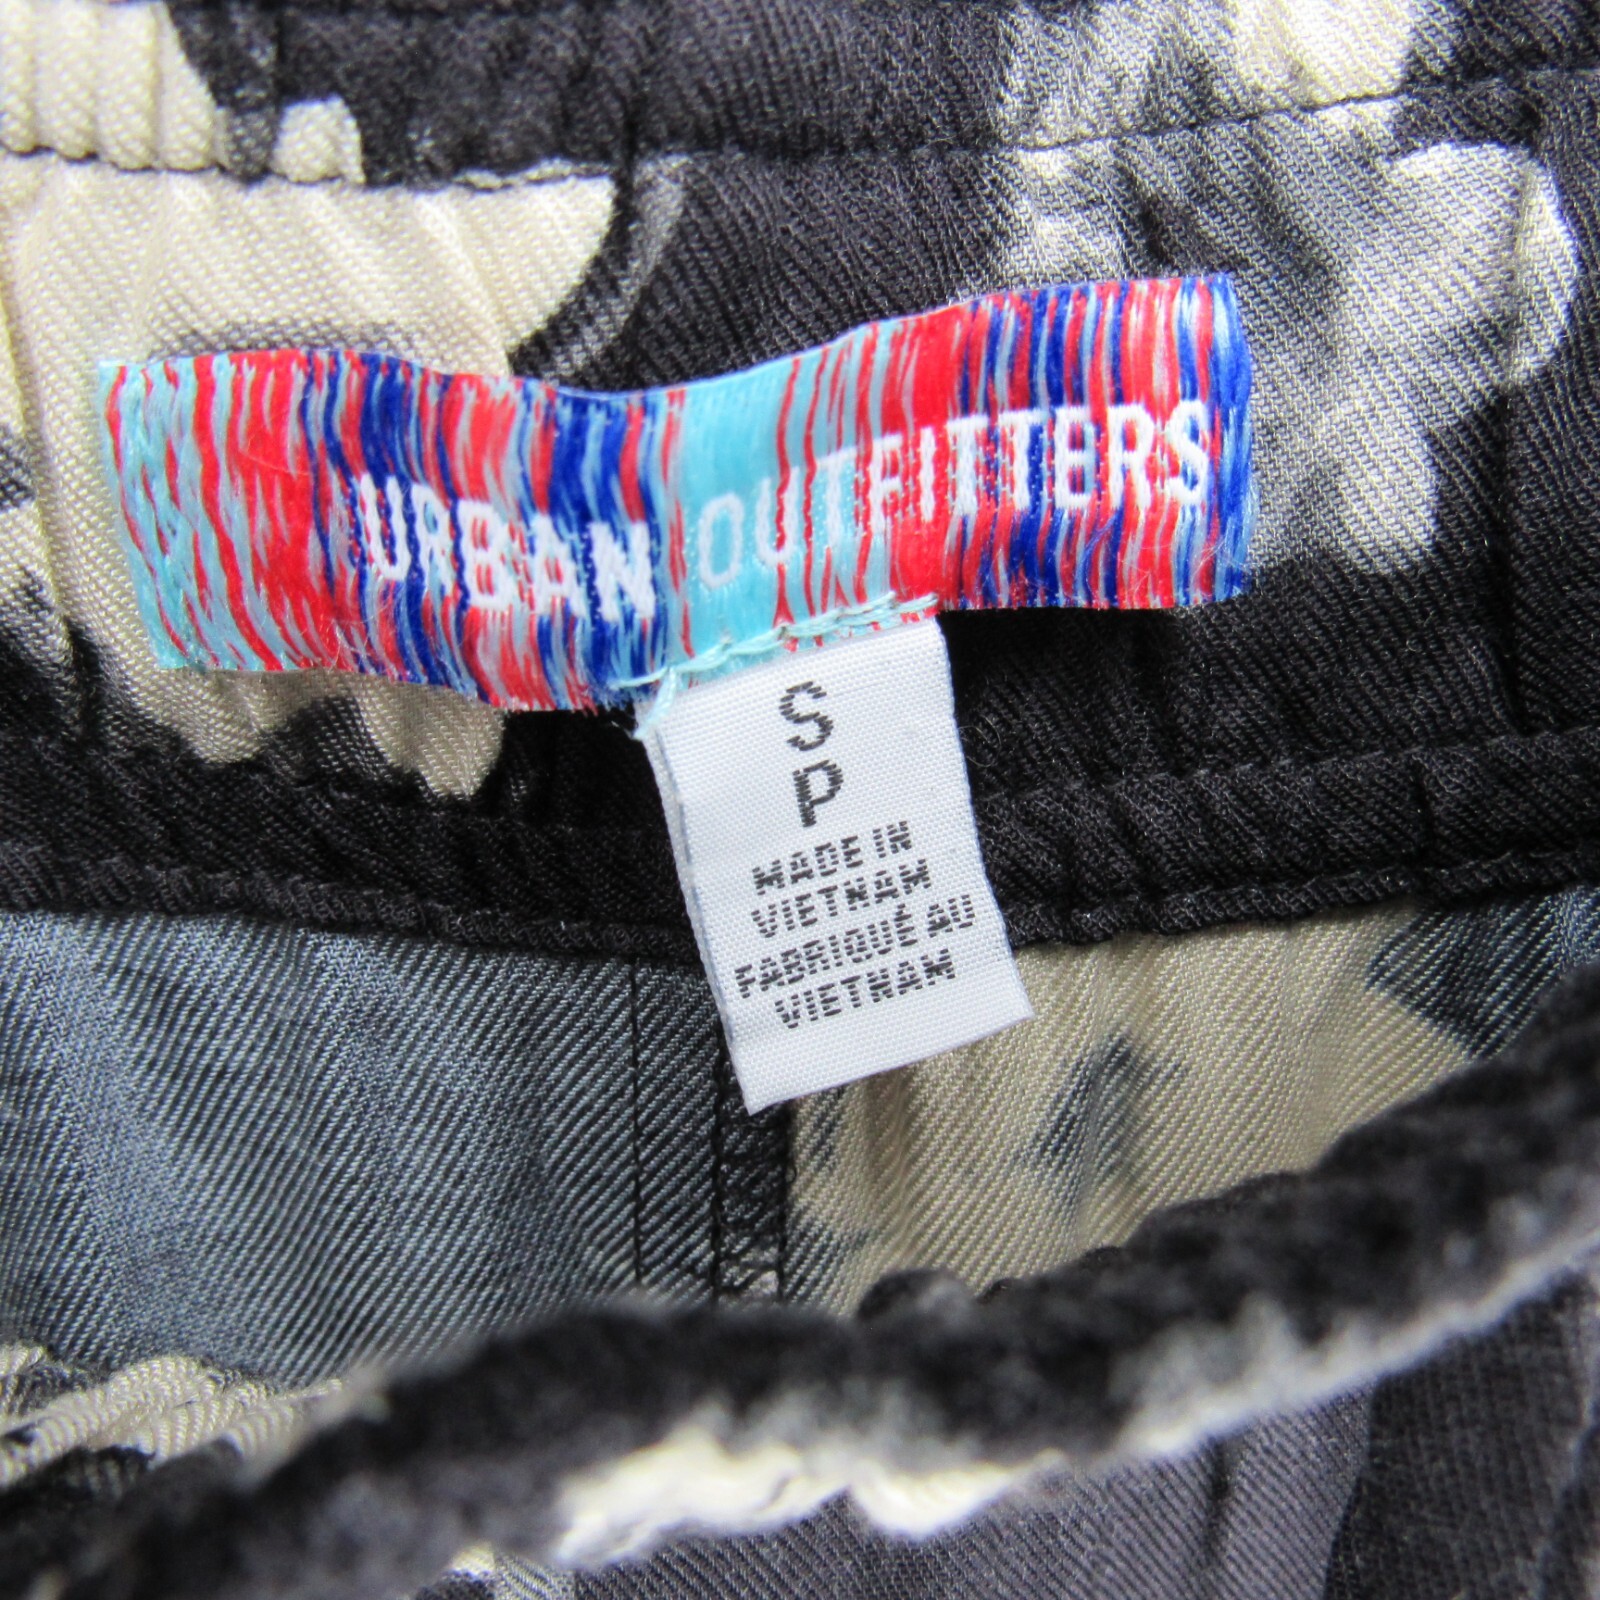 URBAN OUTFITTERS
S
P
MADE IN
VIETNAM
FABRIQUÉ AU
VIETNAM